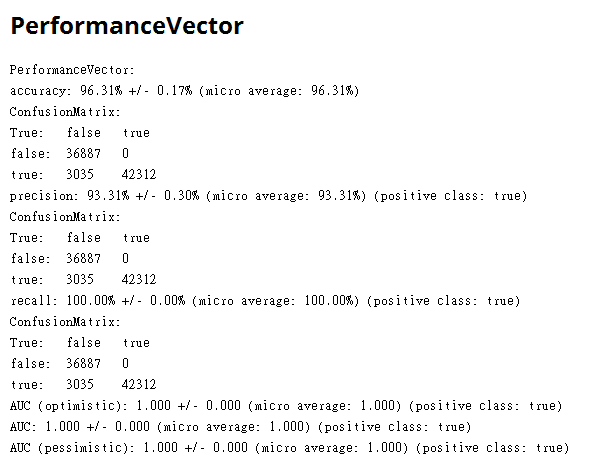 PerformanceVector
PerformanceVector:
accuracy: 96.31% +/- 0.17% (micro average: 96.31%)
ConfusionMatrix:
True: false true
false: 36887 0
true: 3035 42312
precision: 93.31% +/- 0.30% (micro average: 93.31%) (positive class: true)
ConfusionMatrix:
True: false true
false: 36887 0
true: 3035 42312
recall: 100.00% +/- 0.00% (micro average: 100.00%) (positive class: true)
ConfusionMatrix:
True: false true
false: 36887 0
true: 3035 42312
AUC (optimistic): 1.000 +/- 0.000 (micro average: 1.000) (positive class: true)
AUC: 1.000 +/- 0.000 (micro average: 1.000) (positive class: true)
AUC (pessimistic): 1.000 +/- 0.000 (micro average: 1.000) (positive class: true)